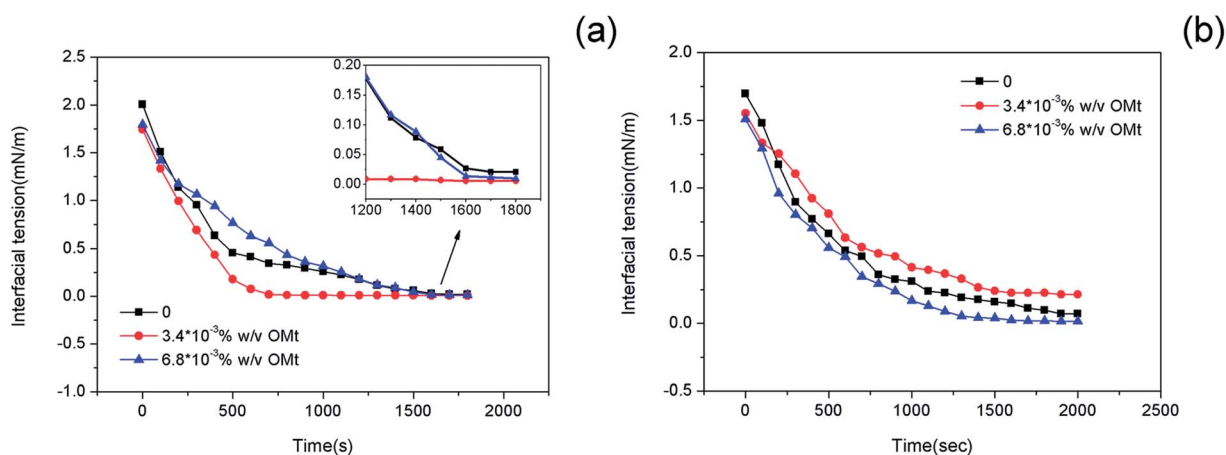 (a)
Interfacial tension(mN/m)
2.5
2.0
1.5
1.0
0.5
0.0
-0.5
-1.0
0.20
0.15
0.10
0.05
0.00
1200 1400 1600 1800
0
3.4*10⁻³% w/v OMt
6.8*10⁻³% w/v OMt
0 500 1000 1500 2000
Time(s)
(b)
Interfacial tension(mN/m)
2.0
1.5
1.0
0.5
0.0
-0.5
0
3.4*10⁻³% w/v OMt
6.8*10⁻³% w/v OMt
0 500 1000 1500 2000 2500
Time(sec)